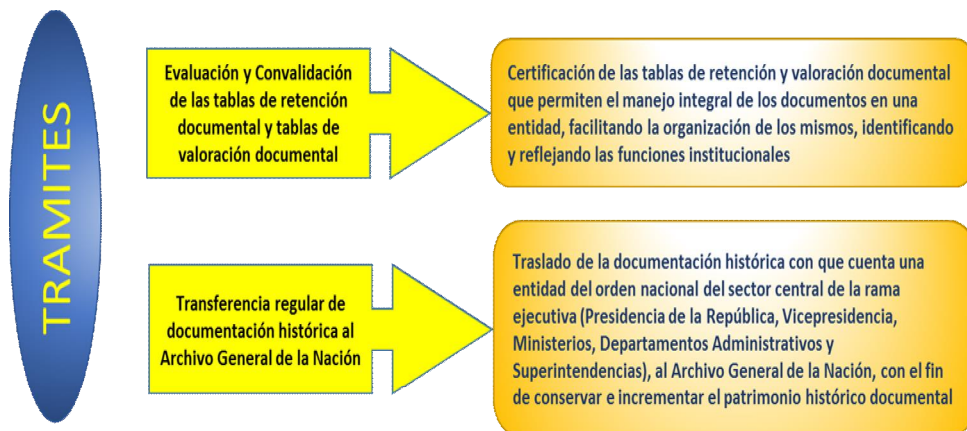 TRAMITES
Evaluación y Convalidación
de las tablas de retención
documental y tablas de
valoración documental
Certificación de las tablas de retención y valoración documental
que permiten el manejo integral de los documentos en una
entidad, facilitando la organización de los mismos, identificando
y reflejando las funciones institucionales
Transferencia regular de
documentación histórica al
Archivo General de la Nación
Traslado de la documentación histórica con que cuenta una
entidad del orden nacional del sector central de la rama
ejecutiva (Presidencia de la República, Vicepresidencia,
Ministerios, Departamentos Administrativos y
Superintendencias), al Archivo General de la Nación, con el fin
de conservar e incrementar el patrimonio histórico documental